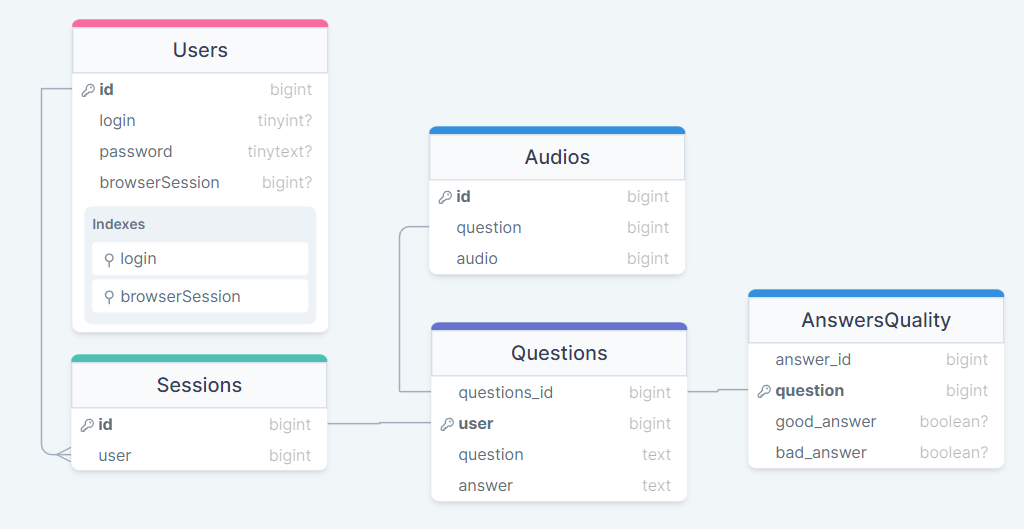 Users
id bigint
login tinyint?
password tinytext?
browserSession bigint?
Indexes
login
browserSession
Sessions
id bigint
user bigint
Audios
id bigint
question bigint
audio bigint
Questions
questions_id bigint
user bigint
question text
answer text
AnswersQuality
answer_id bigint
question bigint
good_answer boolean?
bad_answer boolean?